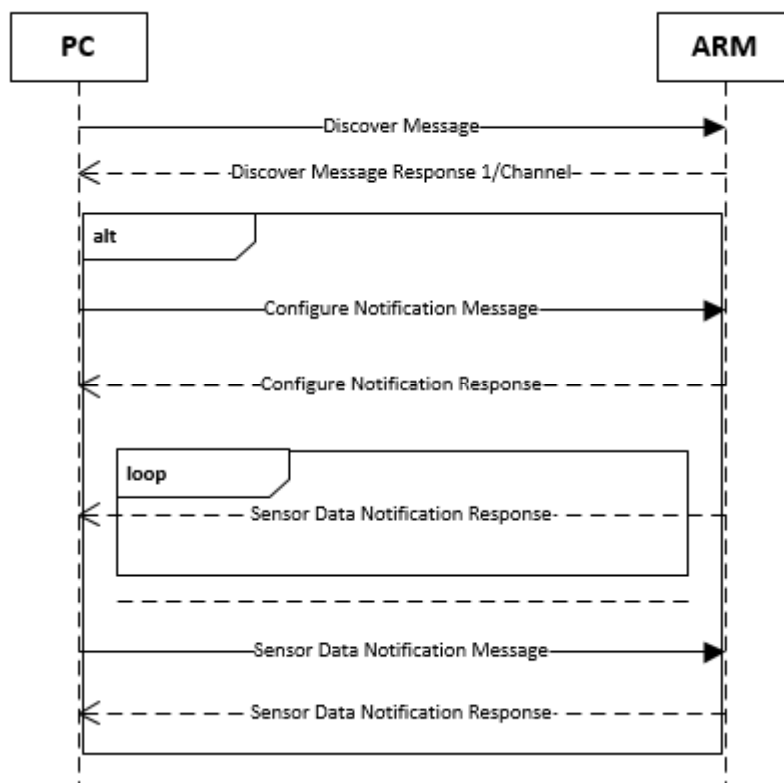 PC
ARM
Discover Message
Discover Message Response 1/Channel
alt
Configure Notification Message
Configure Notification Response
loop
Sensor Data Notification Response
Sensor Data Notification Message
Sensor Data Notification Response